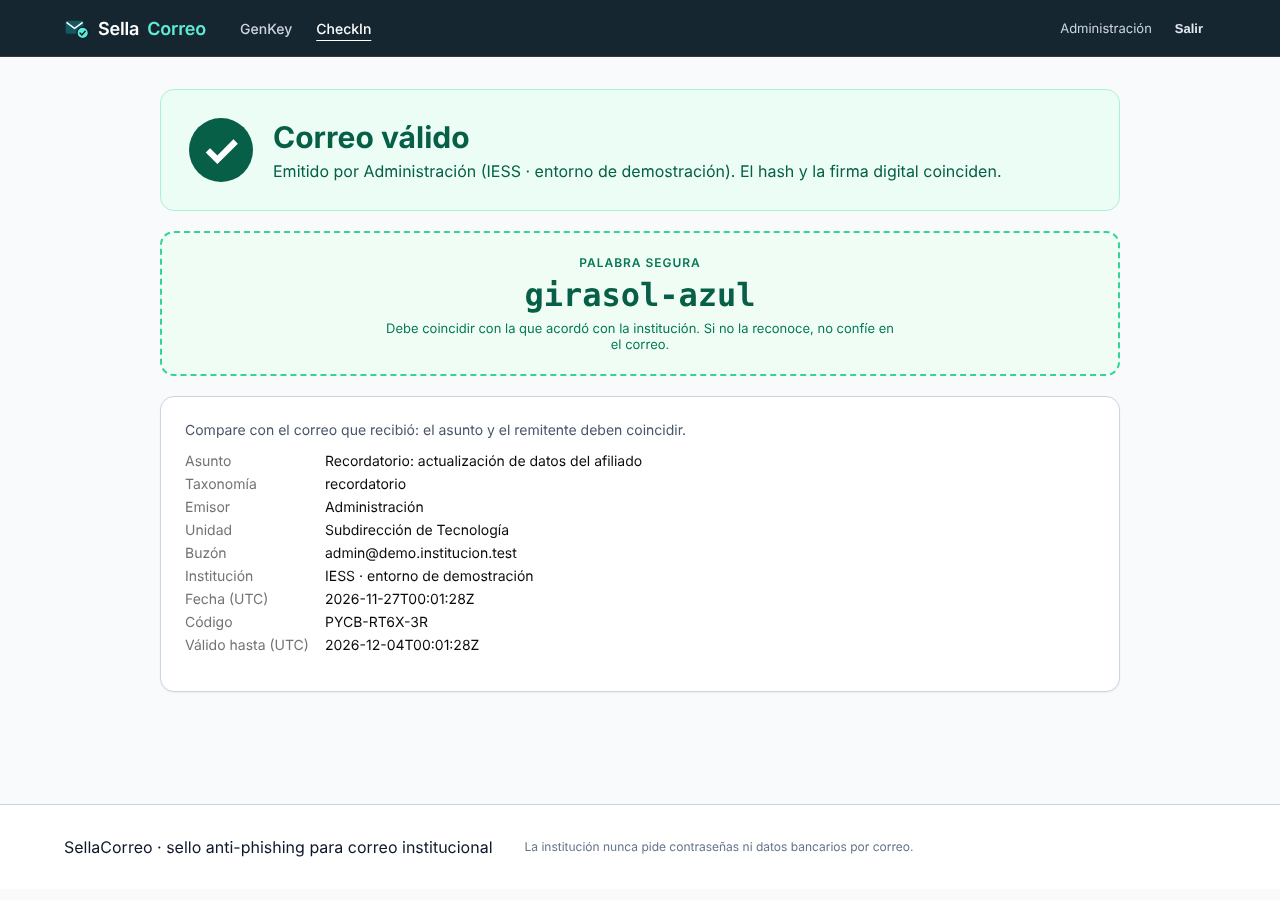 Sella Correo GenKey CheckIn Administración Salir
Correo válido
Emitido por Administración (IESS · entorno de demostración). El hash y la firma digital coinciden.
PALABRA SEGURA
girasol-azul
Debe coincidir con la que acordó con la institución. Si no la reconoce, no confíe en
el correo.
Compare con el correo que recibió: el asunto y el remitente deben coincidir.
Asunto Recordatorio: actualización de datos del afiliado
Taxonomía recordatorio
Emisor Administración
Unidad Subdirección de Tecnología
Buzón admin@demo.institucion.test
Institución IESS · entorno de demostración
Fecha (UTC) 2026-11-27T00:01:28Z
Código PYCB-RT6X-3R
Válido hasta (UTC) 2026-12-04T00:01:28Z
SellaCorreo · sello anti-phishing para correo institucional La institución nunca pide contraseñas ni datos bancarios por correo.